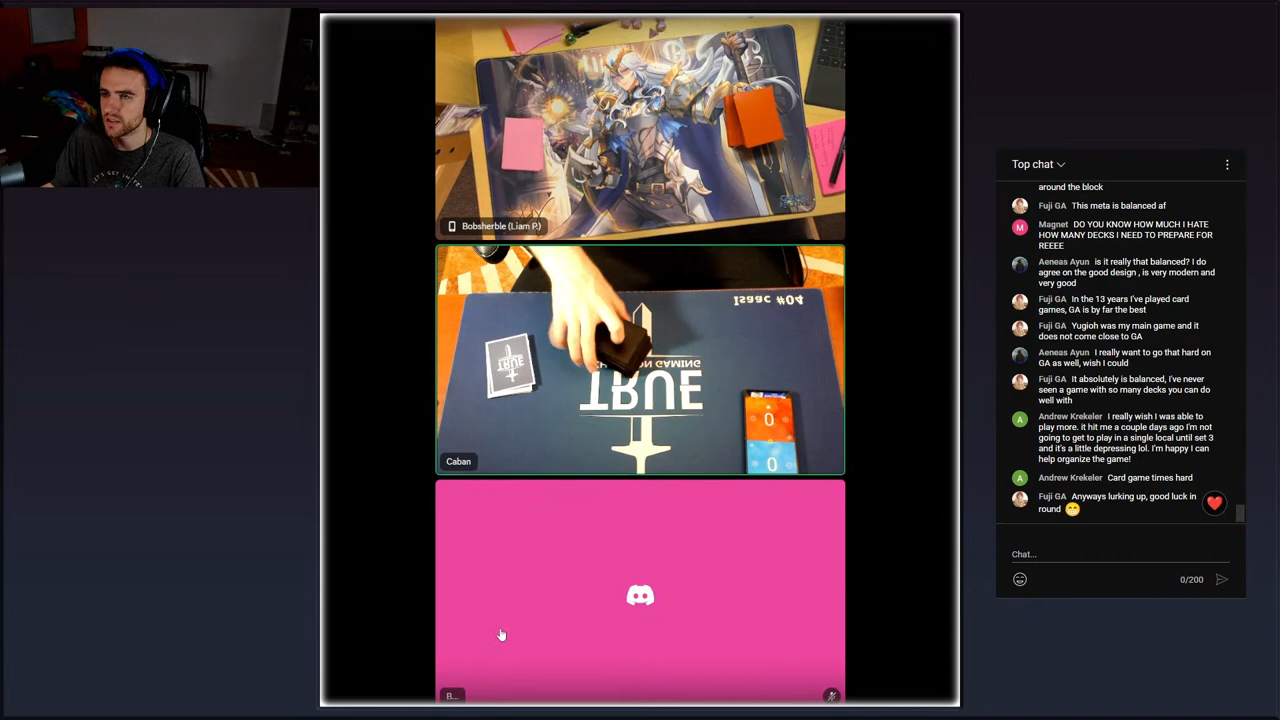 Bobsherble (Liam P.)
Isaac #04
TRUE
TRUE
0
0
Caban
B...
Top chat
around the block
Fuji GA This meta is balanced af
Magnet DO YOU KNOW HOW MUCH I HATE
HOW MANY DECKS I NEED TO PREPARE FOR
REEEE
Aeneas Ayun is it really that balanced? I do
agree on the good design , is very modern and
very good
Fuji GA In the 13 years I've played card
games, GA is by far the best
Fuji GA Yugioh was my main game and it
does not come close to GA
Aeneas Ayun I really want to go that hard on
GA as well, wish I could
Fuji GA It absolutely is balanced, I've never
seen a game with so many decks you can do
well with
Andrew Krekeler I really wish I was able to
play more. it hit me a couple days ago I'm not
going to get to play in a single local until set 3
and it's a little depressing lol. I'm happy I can
help organize the game!
Andrew Krekeler Card game times hard
Fuji GA Anyways lurking up, good luck in
round 😁
Chat...
0/200